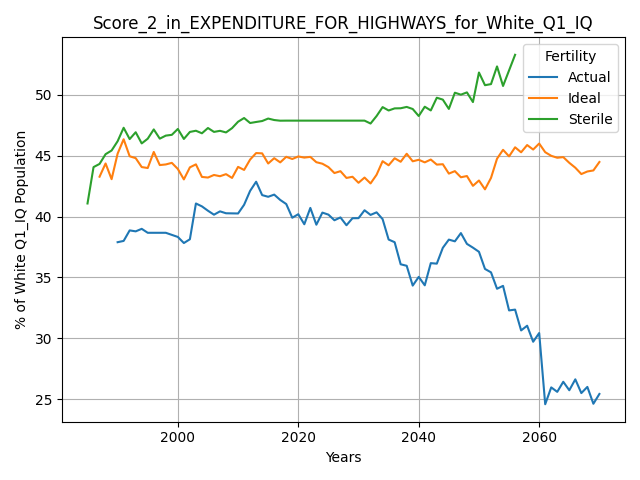 Score_2_in_EXPENDITURE_FOR_HIGHWAYS_for_White_Q1_IQ
% of White Q1_IQ Population
50
45
40
35
30
25
2000
2020
2040
2060
Years
Fertility
Actual
Ideal
Sterile